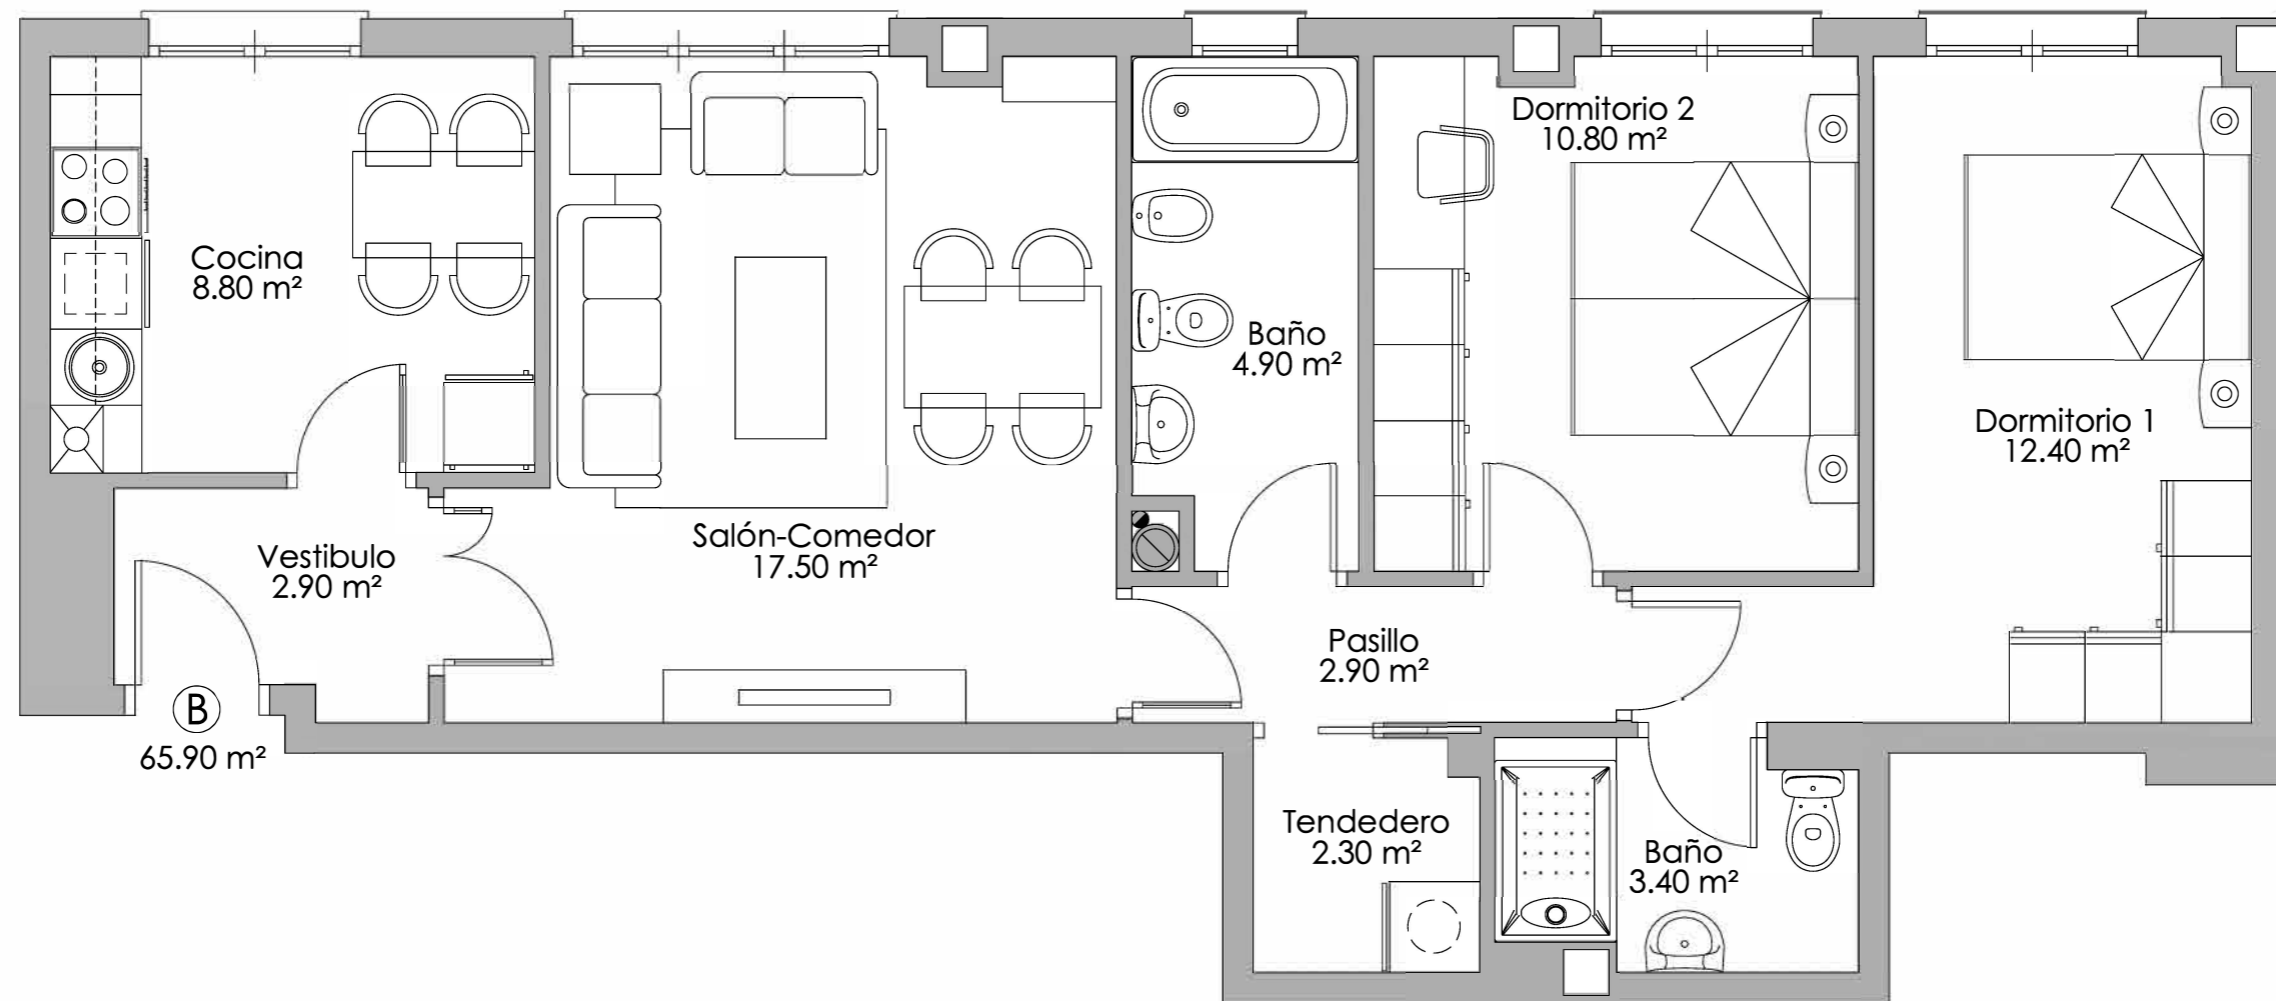 Cocina
8.80 m²
Vestibulo
2.90 m²
B
65.90 m²
Salón-Comedor
17.50 m²
Baño
4.90 m²
Dormitorio 2
10.80 m²
Dormitorio 1
12.40 m²
Pasillo
2.90 m²
Tendedero
2.30 m²
Baño
3.40 m²